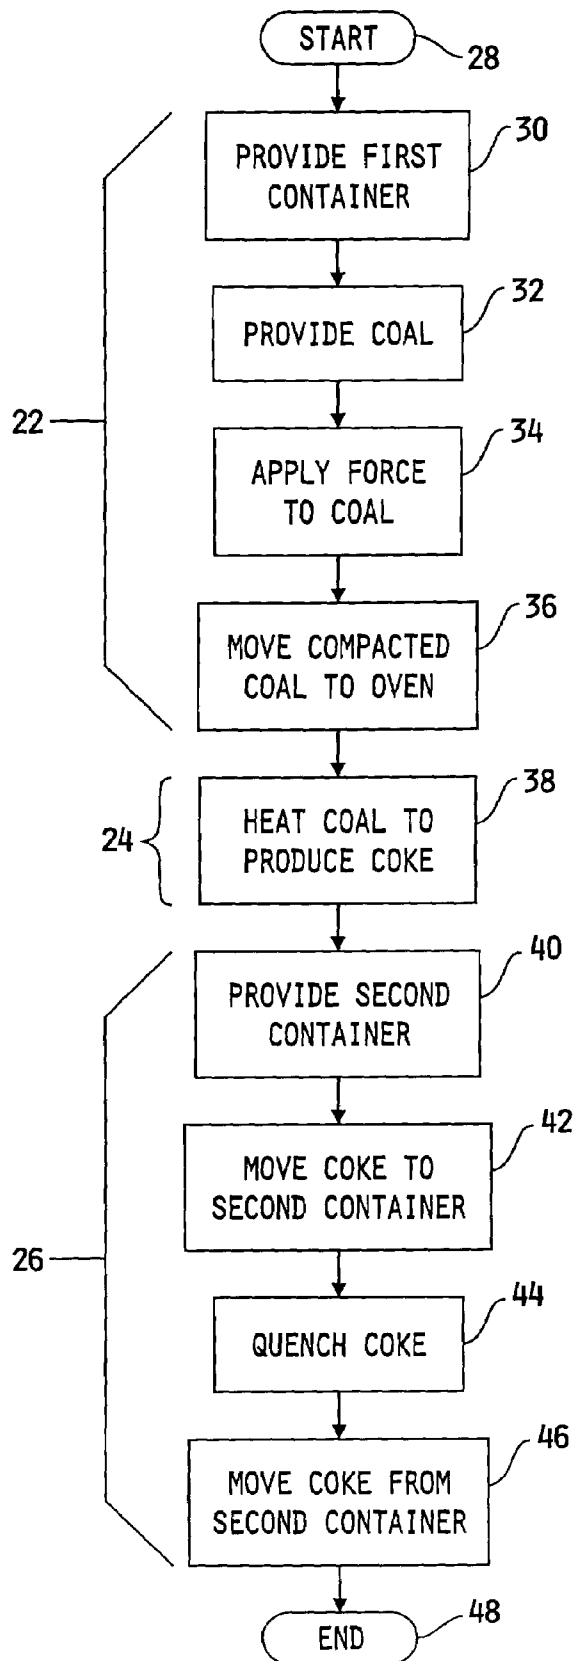 START
28
30
PROVIDE FIRST
CONTAINER
32
PROVIDE COAL
22
34
APPLY FORCE
TO COAL
36
MOVE COMPACTED
COAL TO OVEN
38
24
HEAT COAL TO
PRODUCE COKE
40
PROVIDE SECOND
CONTAINER
42
MOVE COKE TO
SECOND CONTAINER
26
44
QUENCH COKE
46
MOVE COKE FROM
SECOND CONTAINER
END
48